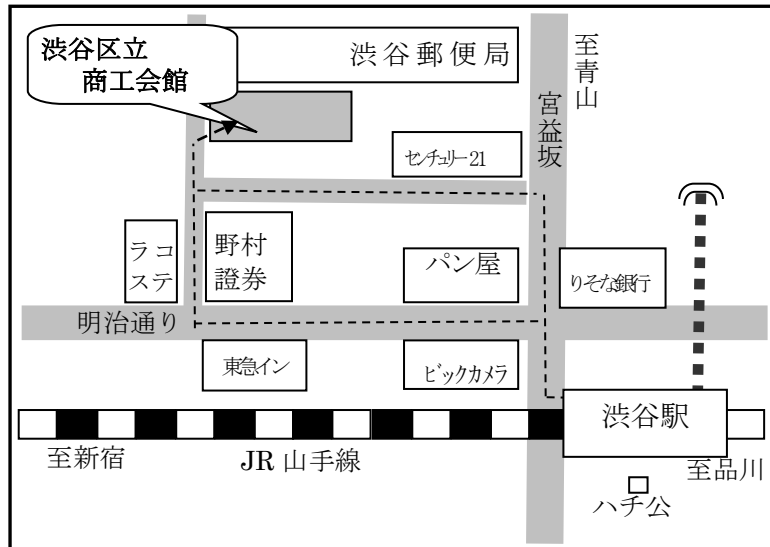 渋谷区立
商工会館
渋谷郵便局
至青山
宮益坂
センチュリー21
ラコ
ステ
野村
證券
パン屋
りそな銀行
明治通り
東急イン
ビックカメラ
渋谷駅
至新宿
JR山手線
至品川
ハチ公